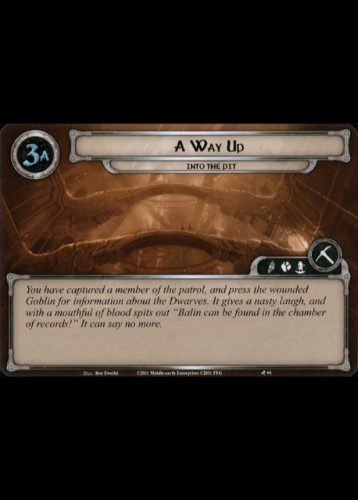 3A
A Way Up
INTO THE PIT
You have captured a member of the patrol, and press the wounded
Goblin for information about the Dwarves. It gives a nasty laugh, and
with a mouthful of blood spits out “Balin can be found in the chamber
of records!” It can say no more.
Illus. Ben Zweifel ©2011 Middle-earth Enterprises ©2011 FFG 66